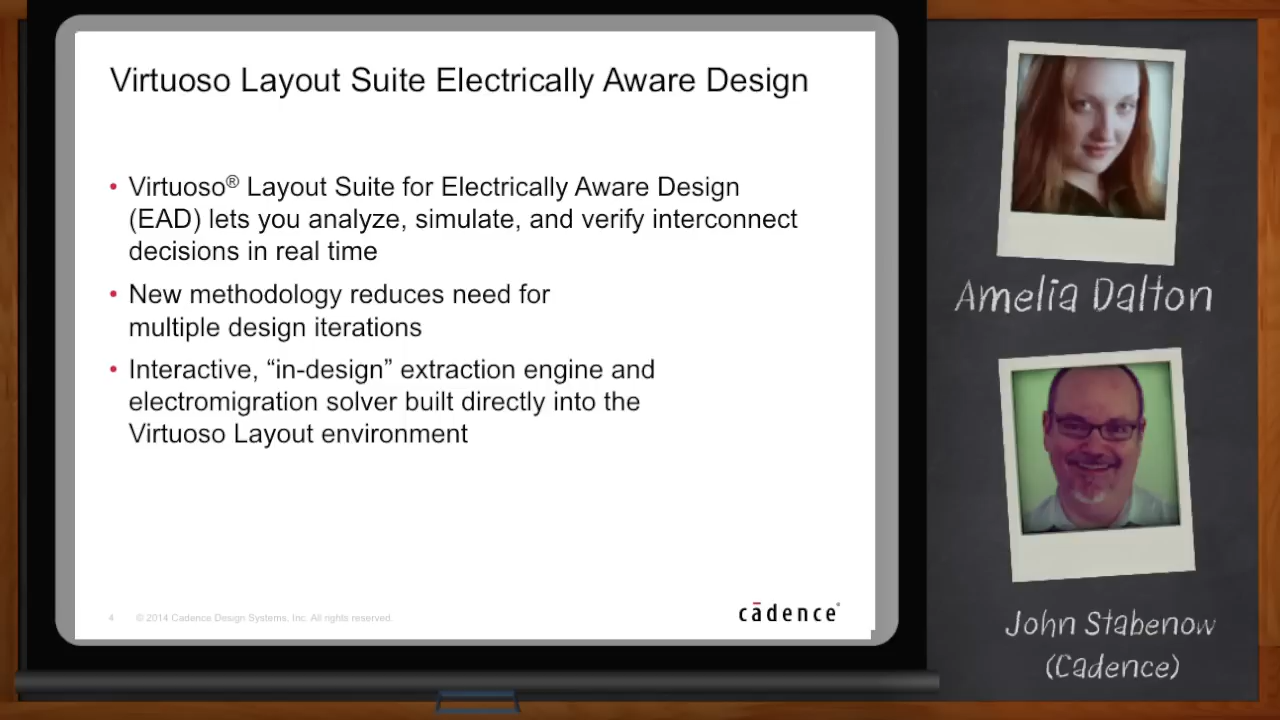 Virtuoso Layout Suite Electrically Aware Design
• Virtuoso® Layout Suite for Electrically Aware Design
(EAD) lets you analyze, simulate, and verify interconnect
decisions in real time
• New methodology reduces need for
multiple design iterations
• Interactive, “in-design” extraction engine and
electromigration solver built directly into the
Virtuoso Layout environment
4 © 2014 Cadence Design Systems, Inc. All rights reserved.
cādence®
Amelia Dalton
John Stabenow
(Cadence)